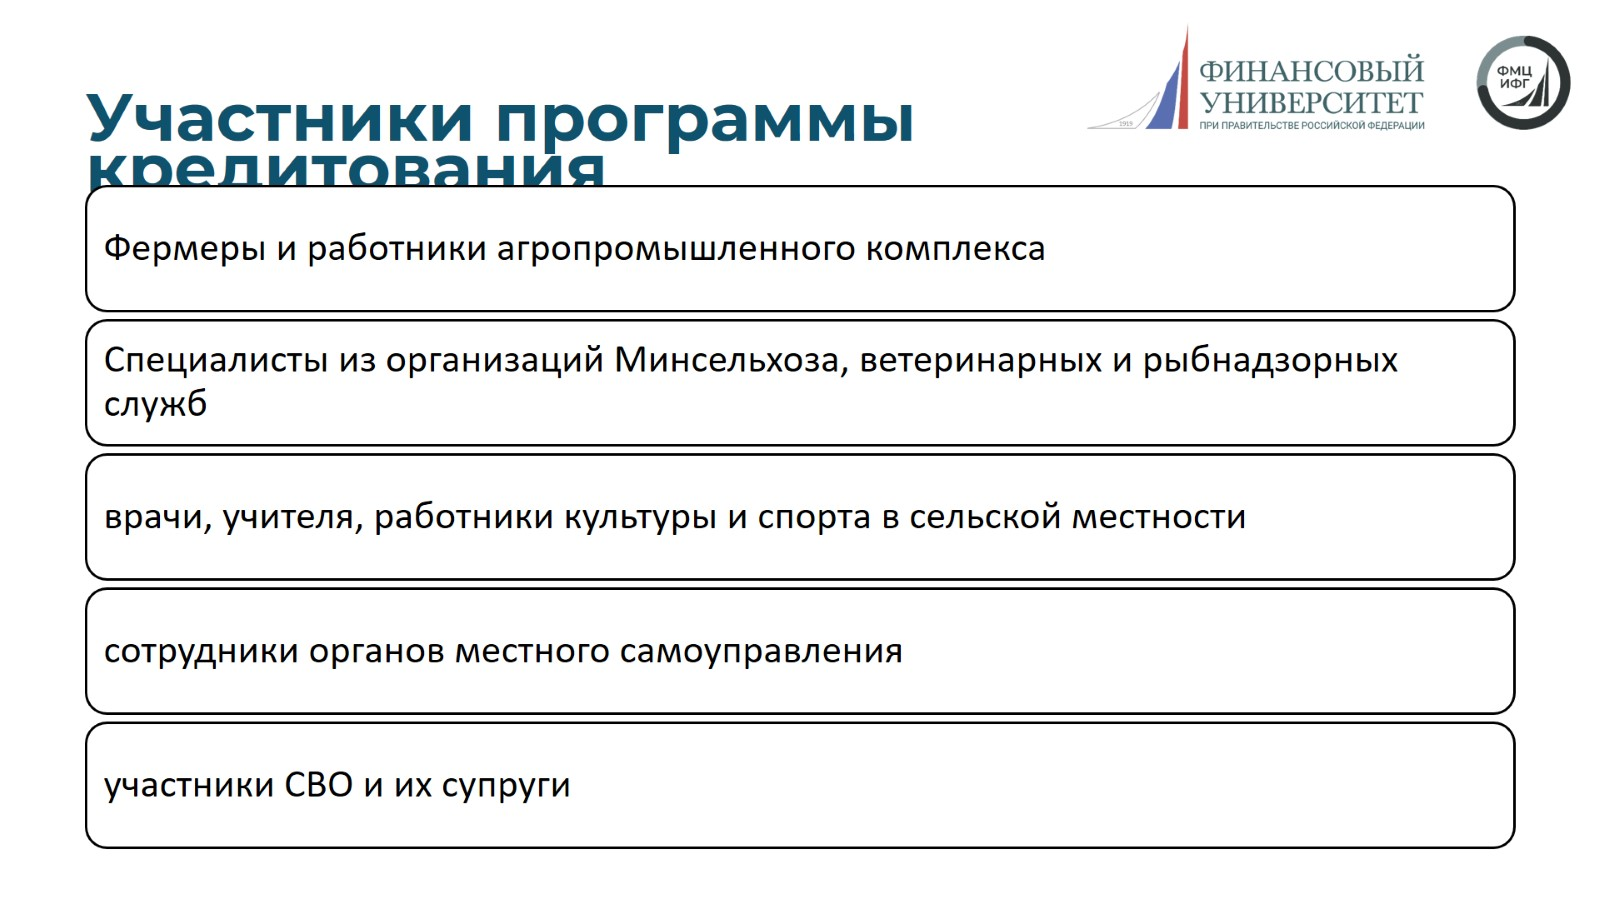 Участники программы
кредитования
ФИНАНСОВЫЙ
УНИВЕРСИТЕТ
ПРИ ПРАВИТЕЛЬСТВЕ РОССИЙСКОЙ ФЕДЕРАЦИИ
1919
ФМЦ
ИФГ
Фермеры и работники агропромышленного комплекса
Специалисты из организаций Минсельхоза, ветеринарных и рыбнадзорных
служб
врачи, учителя, работники культуры и спорта в сельской местности
сотрудники органов местного самоуправления
участники СВО и их супруги